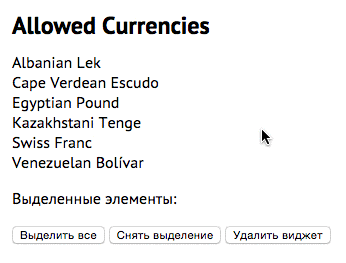 Allowed Currencies
Albanian Lek
Cape Verdean Escudo
Egyptian Pound
Kazakhstani Tenge
Swiss Franc
Venezuelan Bolívar
Выделенные элементы:
Выделить все Снять выделение Удалить виджет